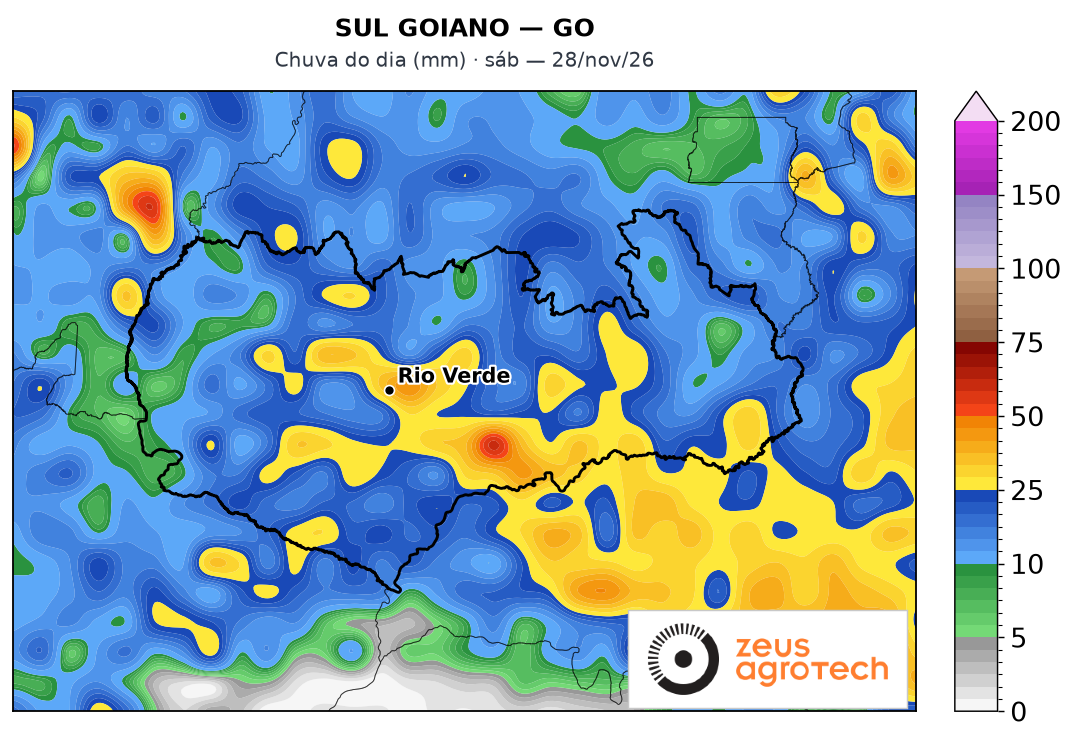 SUL GOIANO — GO
Chuva do dia (mm) · sáb — 28/nov/26
200
150
100
75
50
25
10
5
0
Rio Verde
zeus
agrotech